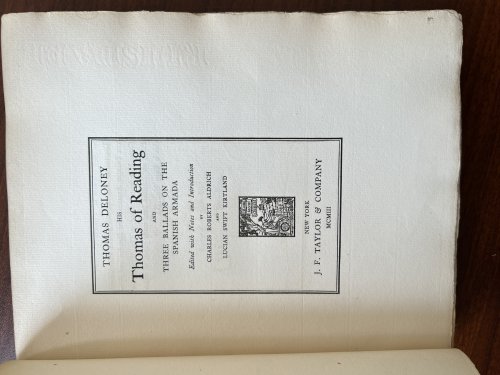 THOMAS DELONEY
HIS
Thomas of Reading
AND
THREE BALLADS ON THE
SPANISH ARMADA
Edited with Notes and Introduction
BY
CHARLES ROBERTS ALDRICH
AND
LUCIAN SWIFT KIRTLAND
NEW YORK
J. F. TAYLOR & COMPANY
MCMIII